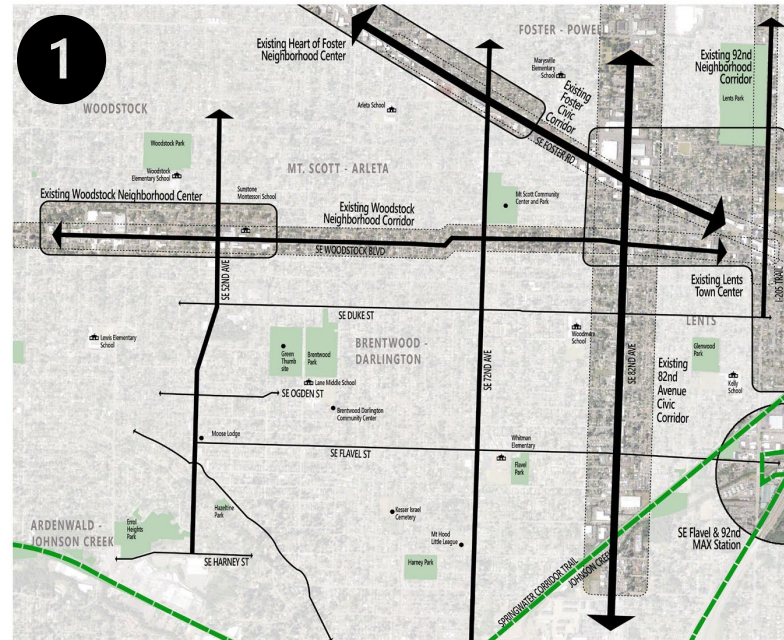 1
FOSTER - POWELL
Existing Heart of Foster
Neighborhood Center
Marysville
Elementary
School
Existing
Foster
Civic
Corridor
Existing 92nd
Neighborhood
Corridor
Lents Park
WOODSTOCK
Arleta School
SE FOSTER RD
Woodstock Park
Woodstock
Elementary School
MT. SCOTT - ARLETA
Existing Woodstock Neighborhood Center
Sunstone
Montessori School
Existing Woodstock
Neighborhood Corridor
Mt Scott Community
Center and Park
SE WOODSTOCK BLVD
SE 52ND AVE
Existing Lents
Town Center
I-205 TRAIL
SE DUKE ST
LENTS
Lewis Elementary
School
Green
Thumb
site
Brentwood
Park
BRENTWOOD -
DARLINGTON
Woodmere
School
Glenwood
Park
SE 72ND AVE
SE 82ND AVE
Existing
82nd
Avenue
Civic
Corridor
Kelly
School
Lane Middle School
SE OGDEN ST
Brentwood Darlington
Community Center
Moose Lodge
SE FLAVEL ST
Whitman
Elementary
Flavel
Park
ARDENWALD -
JOHNSON CREEK
Errol
Heights
Park
Hazeltine
Park
Kesser Israel
Cemetery
Mt Hood
Little League
SE Flavel & 92nd
MAX Station
SE HARNEY ST
Harney Park
SPRINGWATER CORRIDOR TRAIL
JOHNSON CREEK